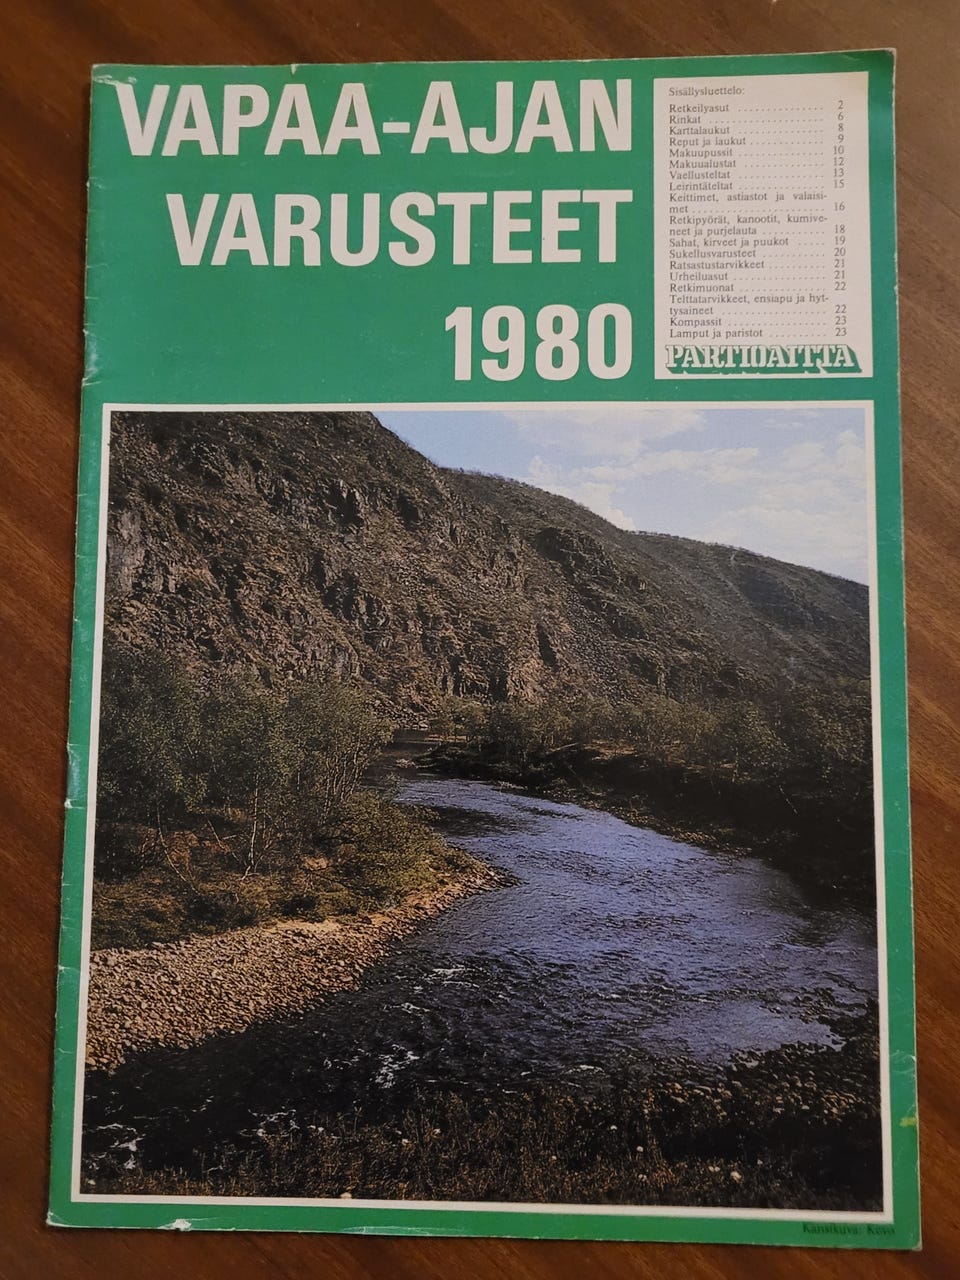 VAPAA-AJAN
VARUSTEET
1980
Sisällysluettelo:
Retkeilyasut .............. 2
Rinkat .................... 6
Karttalaukut .............. 8
Reput ja laukut ........... 9
Makuupussit ............... 10
Makuualustat .............. 12
Vaellusteltat ............. 13
Leirintäteltat ............ 15
Keittimet, astiastot ja valaisi-
met ....................... 16
Retkipyörät, kanootit, kumive-
neet ja purjelauta ........ 18
Sahat, kirveet ja puukot ..... 19
Sukellusvarusteet ......... 20
Ratsastustarvikkeet ....... 21
Urheiluasut ............... 21
Retkimuonat ............... 22
Telttatarvikkeet, ensiapu ja hyt-
tysaineet ................. 22
Kompassit ................. 23
Lamput ja paristot ........ 23
PARTIOAITTA
Kansikuva: Kevo